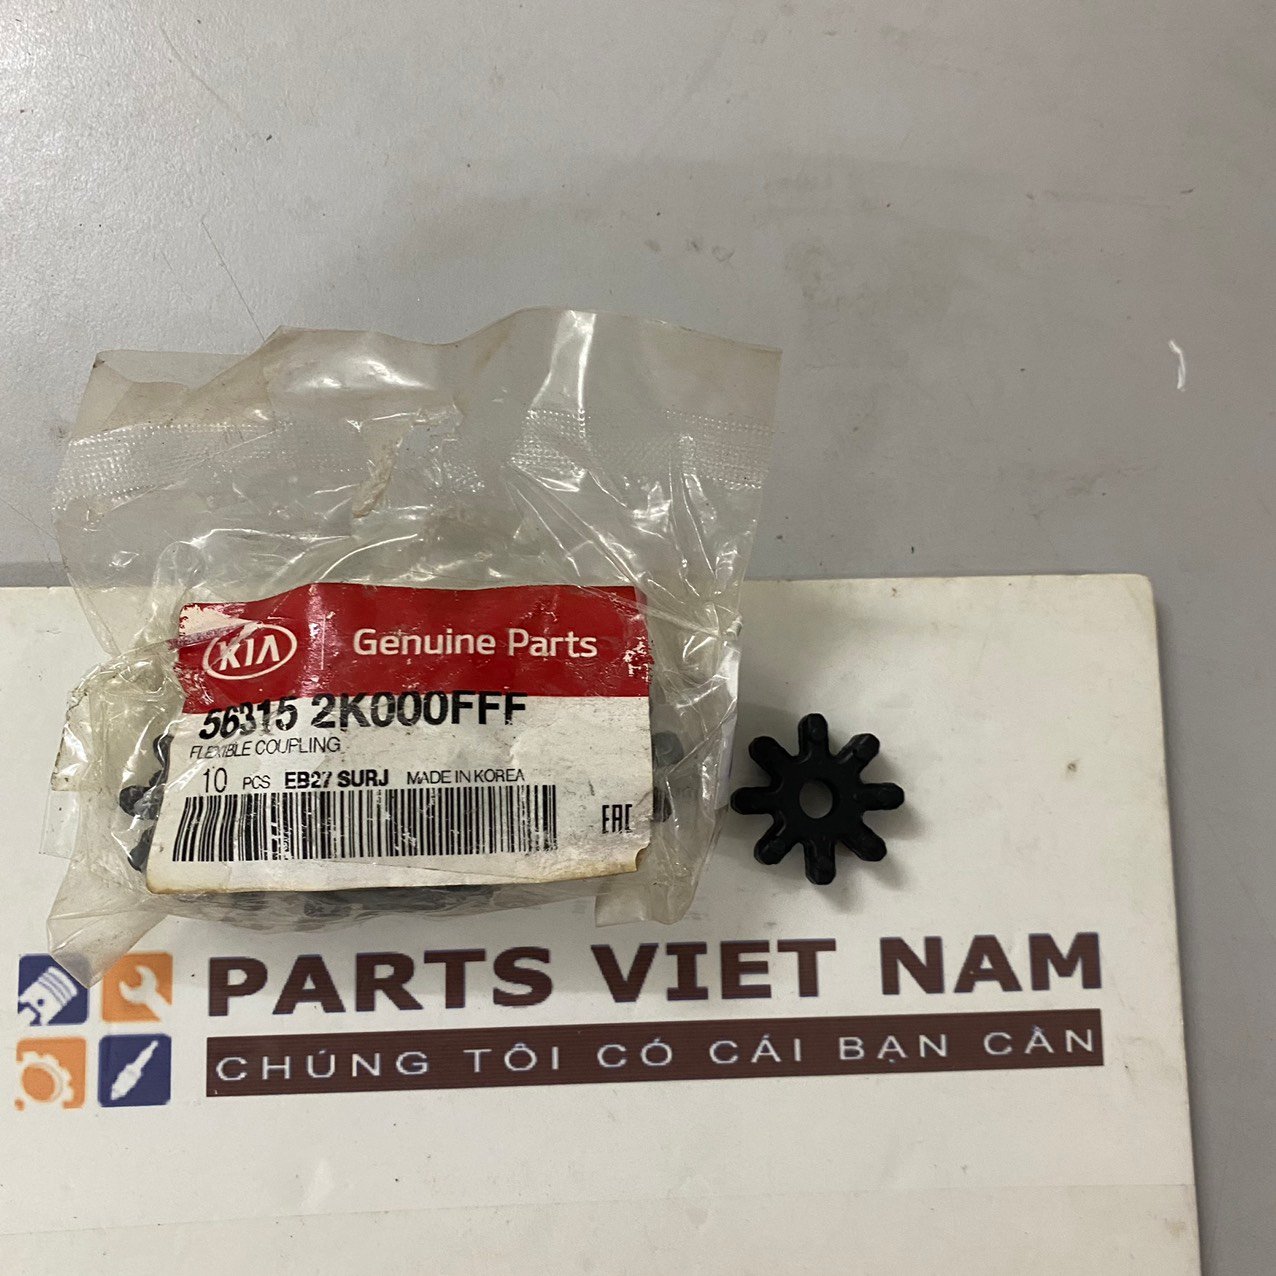 KIA Genuine Parts
56315 2K000FFF
FLEXIBLE COUPLING
10 PCS EB27 SURJ MADE IN KOREA
EAC
PARTS VIET NAM
CHÚNG TÔI CÓ CÁI BẠN CẦN